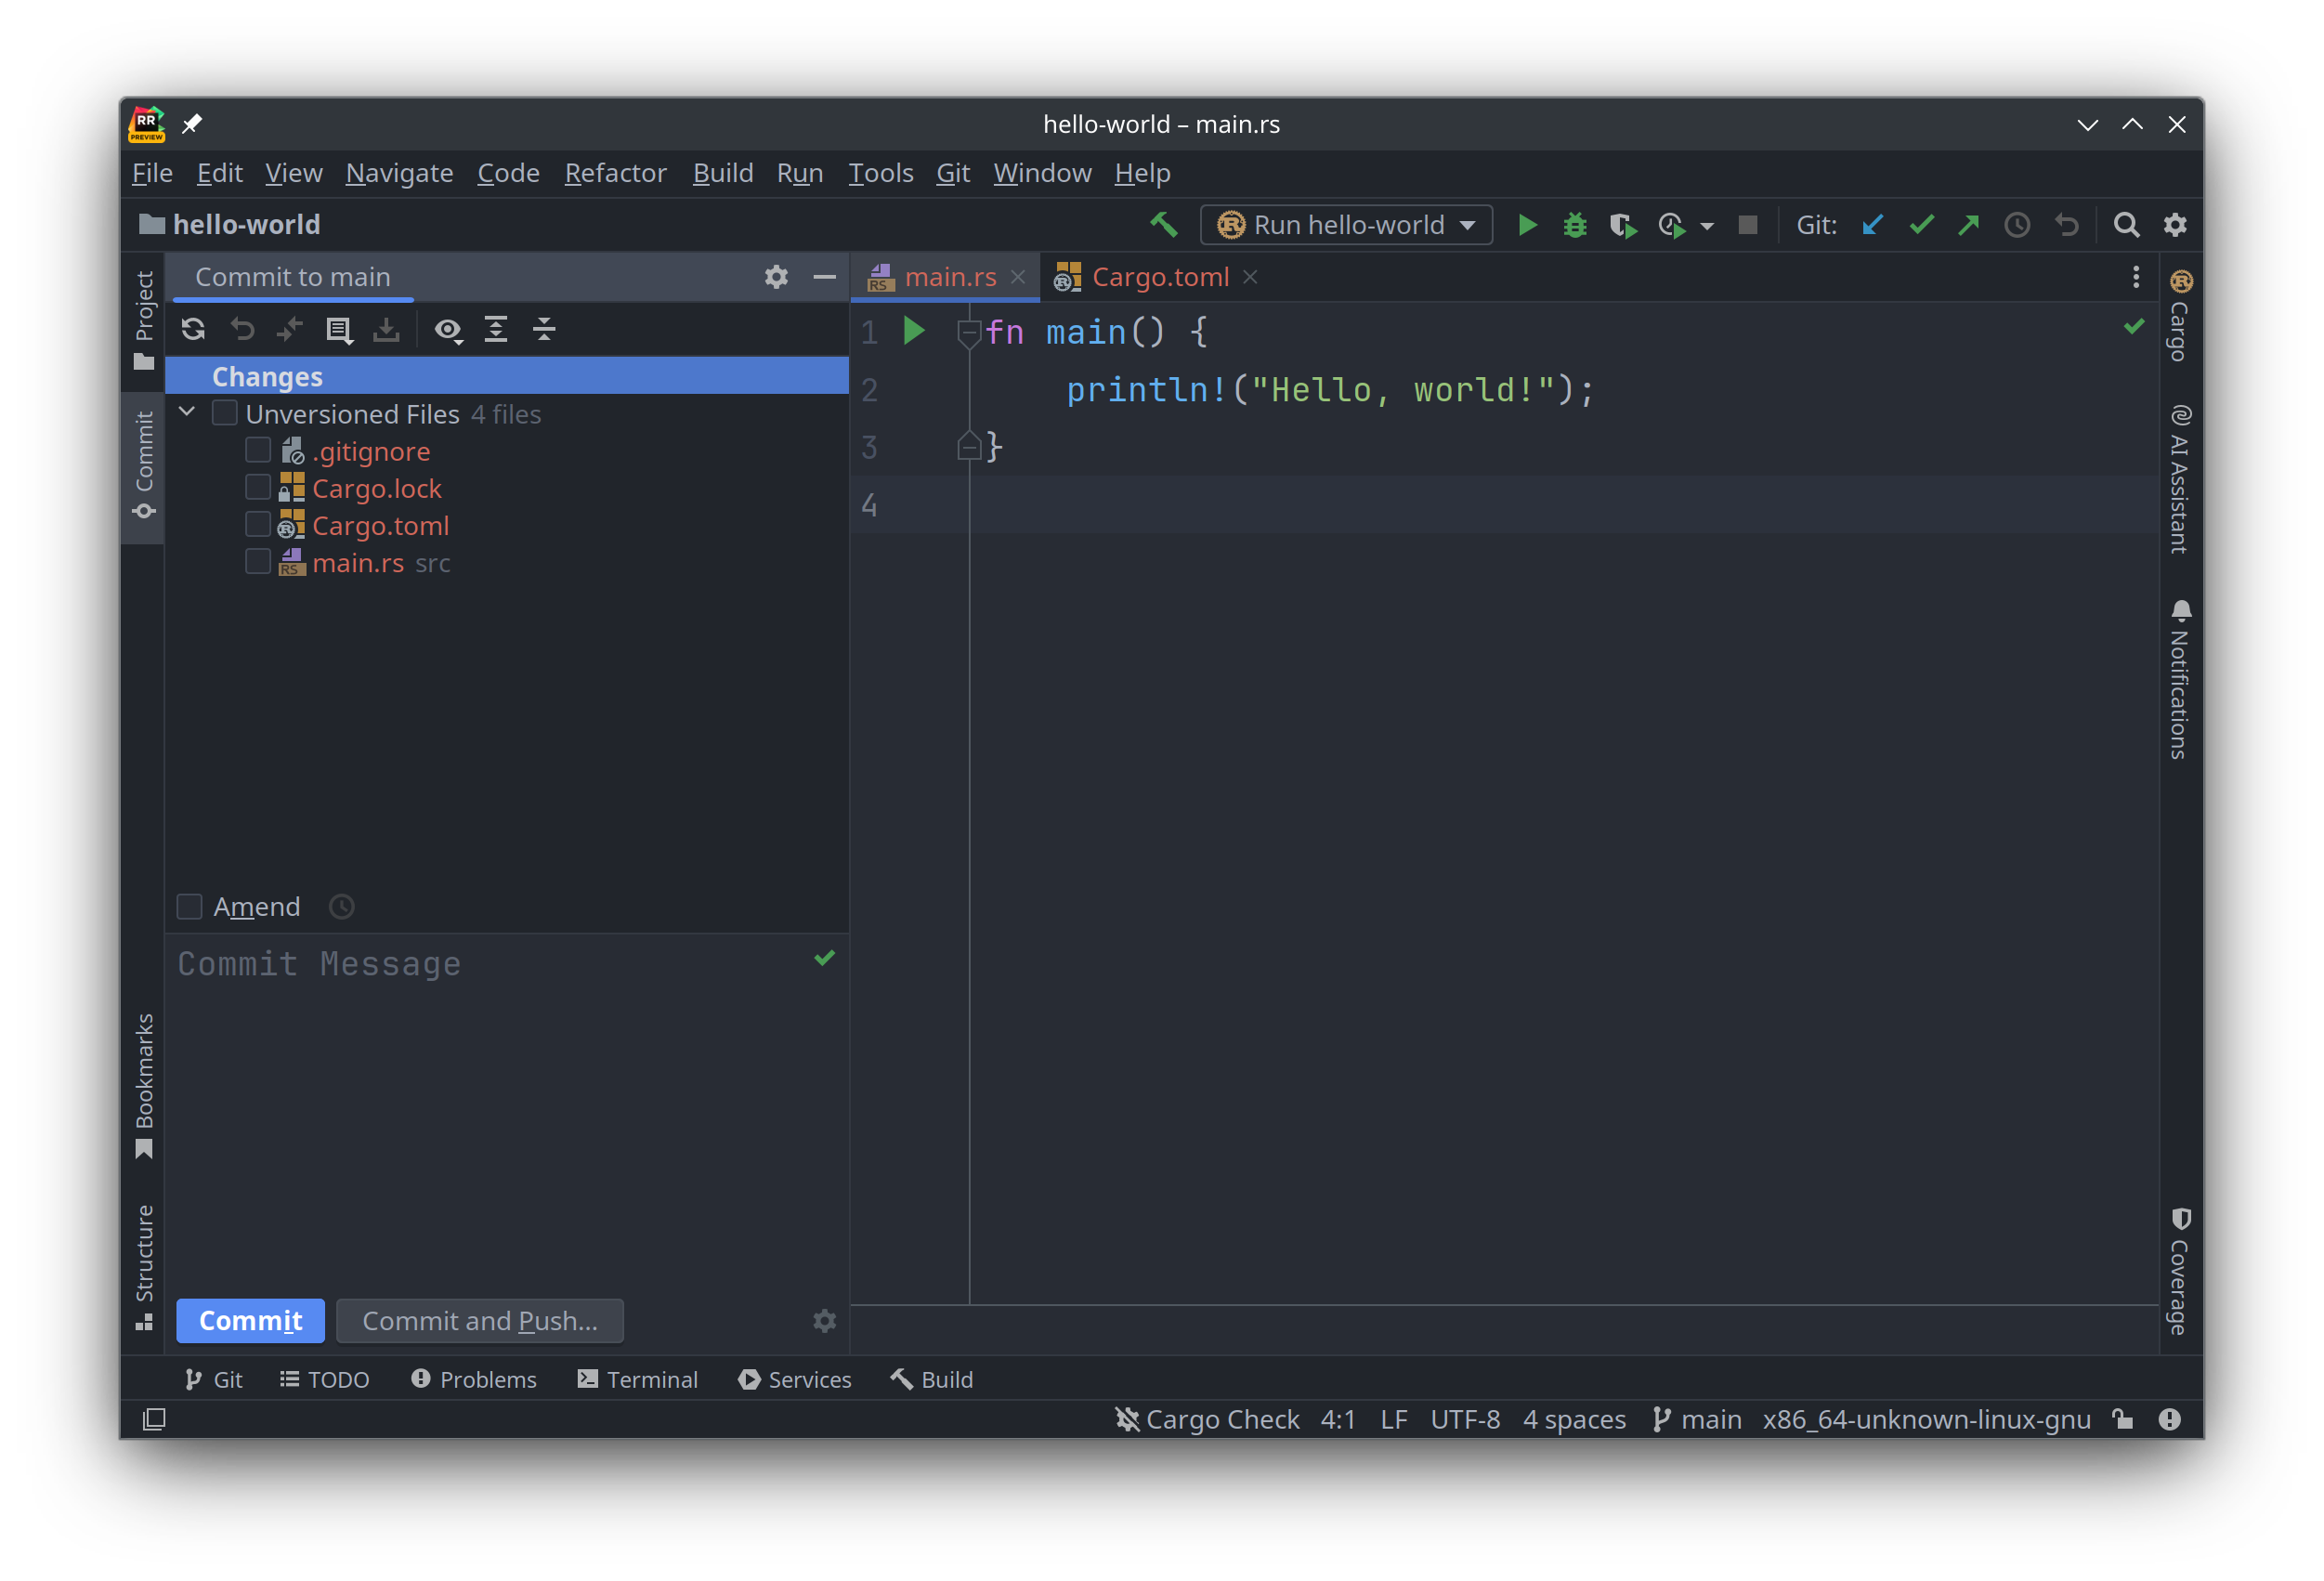 RR
PREVIEW
hello-world – main.rs
File Edit View Navigate Code Refactor Build Run Tools Git Window Help
hello-world
Run hello-world
Git:
Project
Commit
Bookmarks
Structure
Commit to main
Changes
Unversioned Files 4 files
.gitignore
Cargo.lock
Cargo.toml
RS main.rs src
Amend
Commit Message
Commit Commit and Push...
RS main.rs Cargo.toml
1 fn main() {
2 println!("Hello, world!");
3 }
4
Cargo
AI Assistant
Notifications
Coverage
Git TODO Problems Terminal Services Build
Cargo Check 4:1 LF UTF-8 4 spaces main x86_64-unknown-linux-gnu